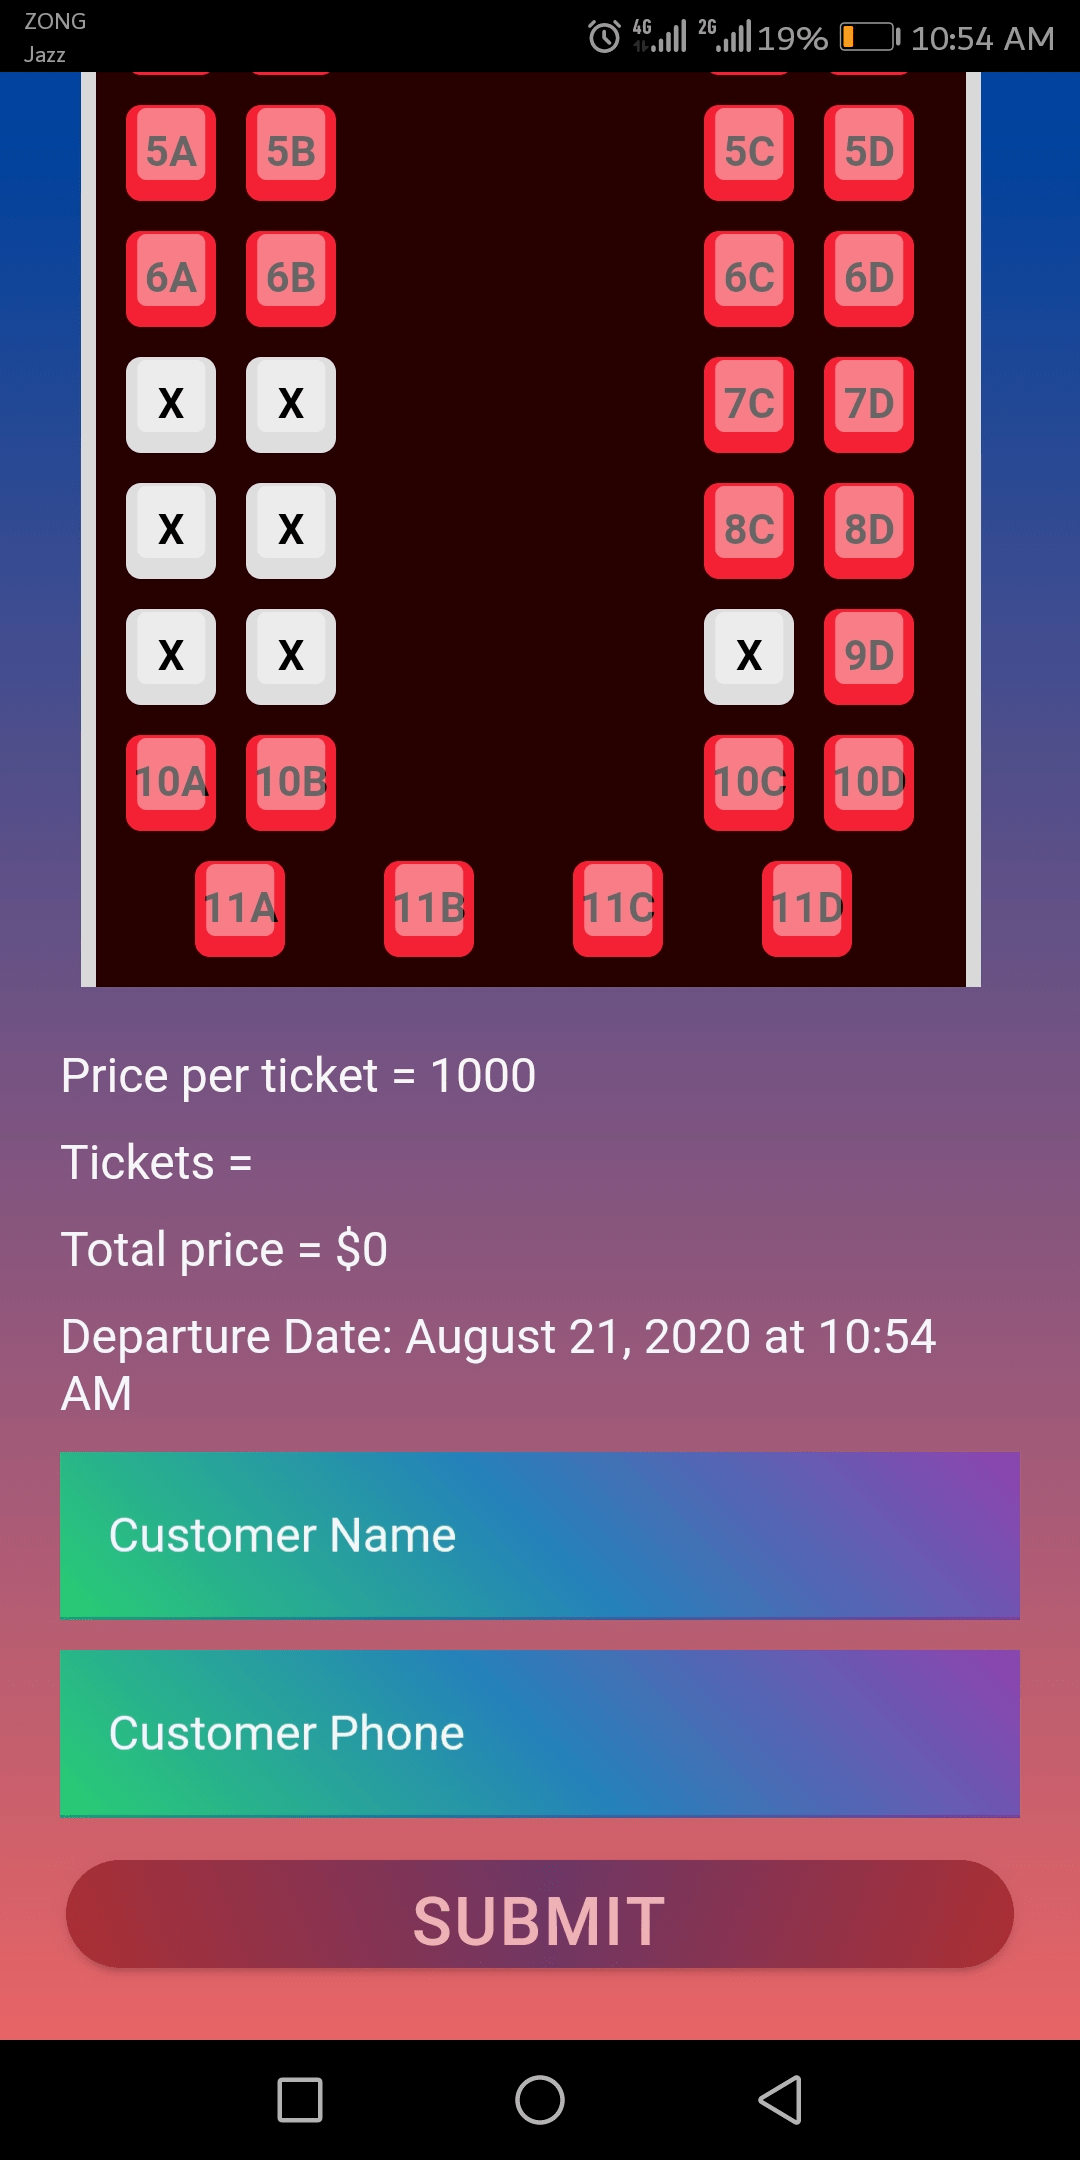 ZONG
Jazz
4G 2G 19% 10:54 AM
5A 5B 5C 5D
6A 6B 6C 6D
X X 7C 7D
X X 8C 8D
X X X 9D
10A 10B 10C 10D
11A 11B 11C 11D
Price per ticket = 1000
Tickets =
Total price = $0
Departure Date: August 21, 2020 at 10:54
AM
Customer Name
Customer Phone
SUBMIT